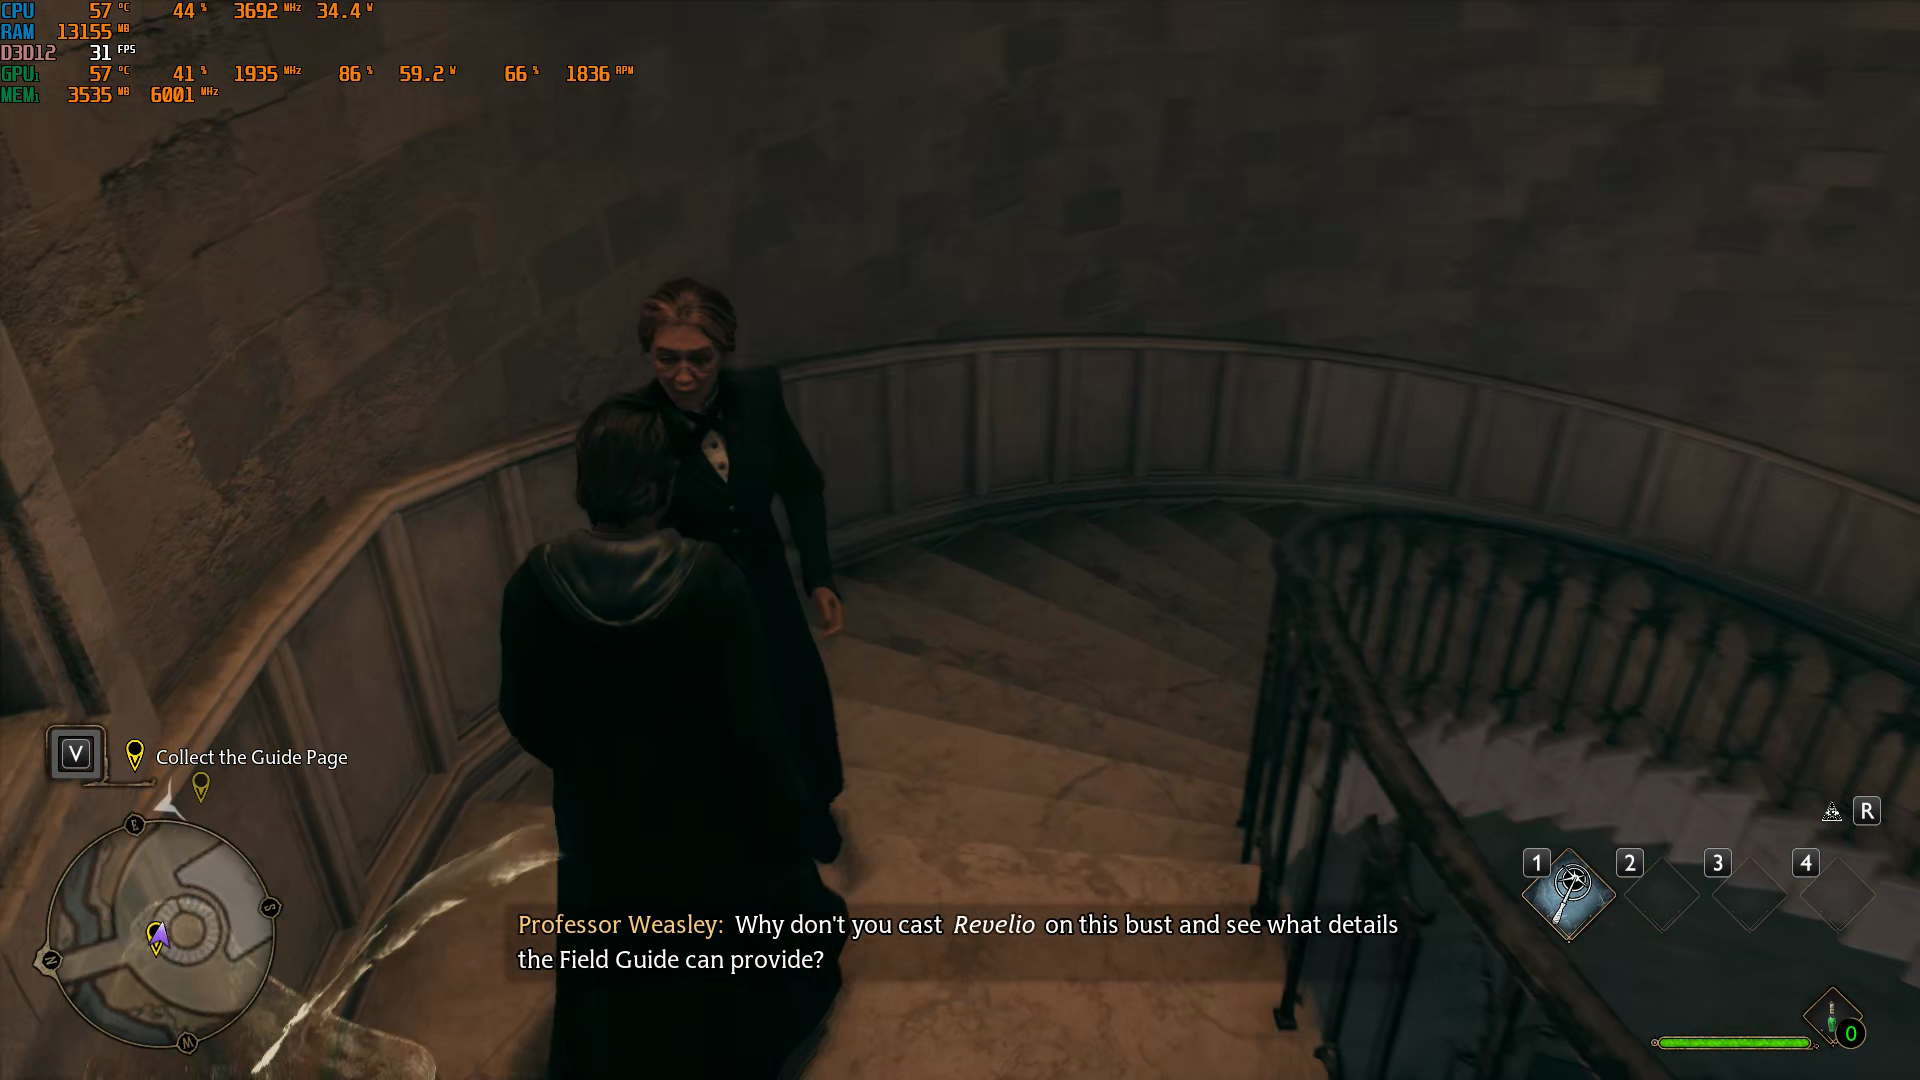 CPU 57 °C 44 % 3692 MHz 34.4 W
RAM 13155 MB
D3D12 31 FPS
GPU1 57 °C 41 % 1935 MHz 86 % 59.2 W 66 % 1836 RPM
MEM1 3535 MB 6001 MHz
V Collect the Guide Page
E
S
N
W
R
1 2 3 4
Professor Weasley: Why don't you cast Revelio on this bust and see what details
the Field Guide can provide?
0